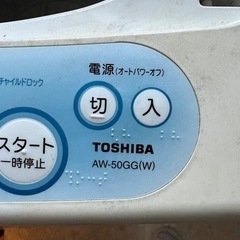 電源(オートパワーオフ)
チャイルドロック
切 入
スタート
一時停止
TOSHIBA
AW-50GG(W)